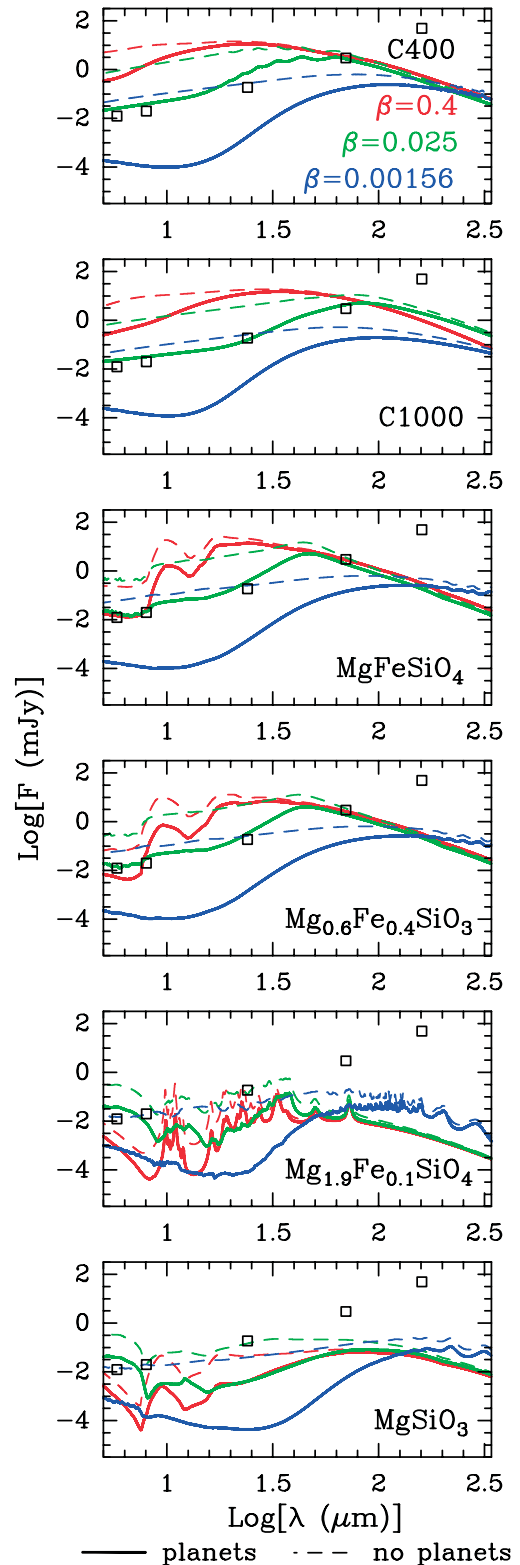 2
0
−2
−4
C400
β=0.4
β=0.025
β=0.00156
1 1.5 2 2.5
2
0
−2
−4
C1000
1 1.5 2 2.5
2
0
−2
−4
MgFeSiO₄
1 1.5 2 2.5
Log[F (mJy)]
2
0
−2
−4
Mg₀.₆Fe₀.₄SiO₃
1 1.5 2 2.5
2
0
−2
−4
Mg₁.₉Fe₀.₁SiO₄
1 1.5 2 2.5
2
0
−2
−4
MgSiO₃
1 1.5 2 2.5
Log[λ (μm)]
planets no planets